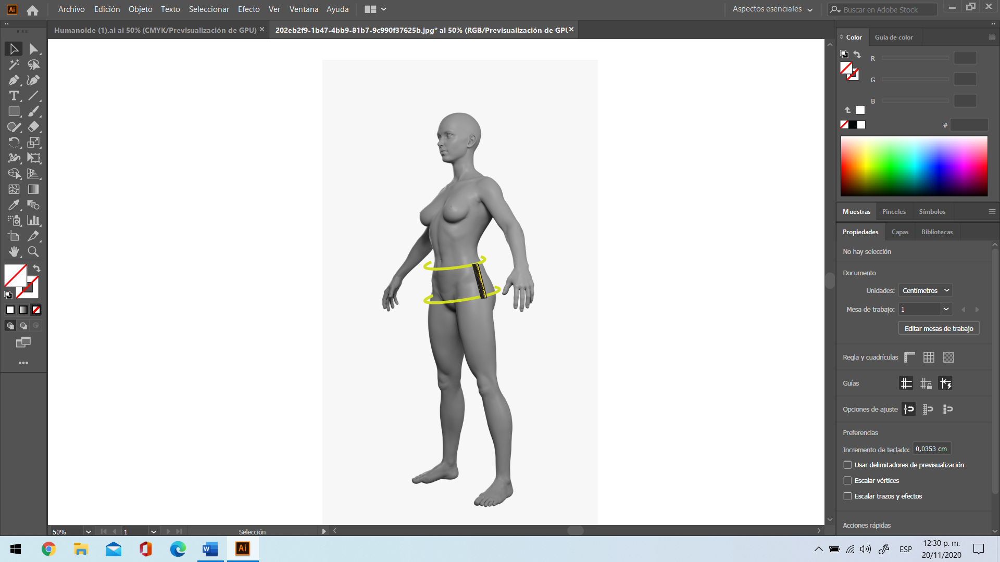 Ai Archivo Edición Objeto Texto Seleccionar Efecto Ver Ventana Ayuda Aspectos esenciales Buscar en Adobe Stock
Humanoide (1).ai al 50% (CMYK/Previsualización de GPU)
202eb2f9-1b47-4bb9-81b7-9c990f37625b.jpg* al 50% (RGB/Previsualización de GPU
Color Guía de color
R
G
B
#
Muestras Pinceles Símbolos
Propiedades Capas Bibliotecas
No hay selección
Documento
Unidades: Centímetros
Mesa de trabajo: 1
Editar mesas de trabajo
Regla y cuadrículas
Guías
Opciones de ajuste
Preferencias
Incremento de teclado: 0,0353 cm
Usar delimitadores de previsualización
Escalar vértices
Escalar trazos y efectos
Acciones rápidas
50% 1 Selección
W Ai ESP
12:30 p. m.
20/11/2020